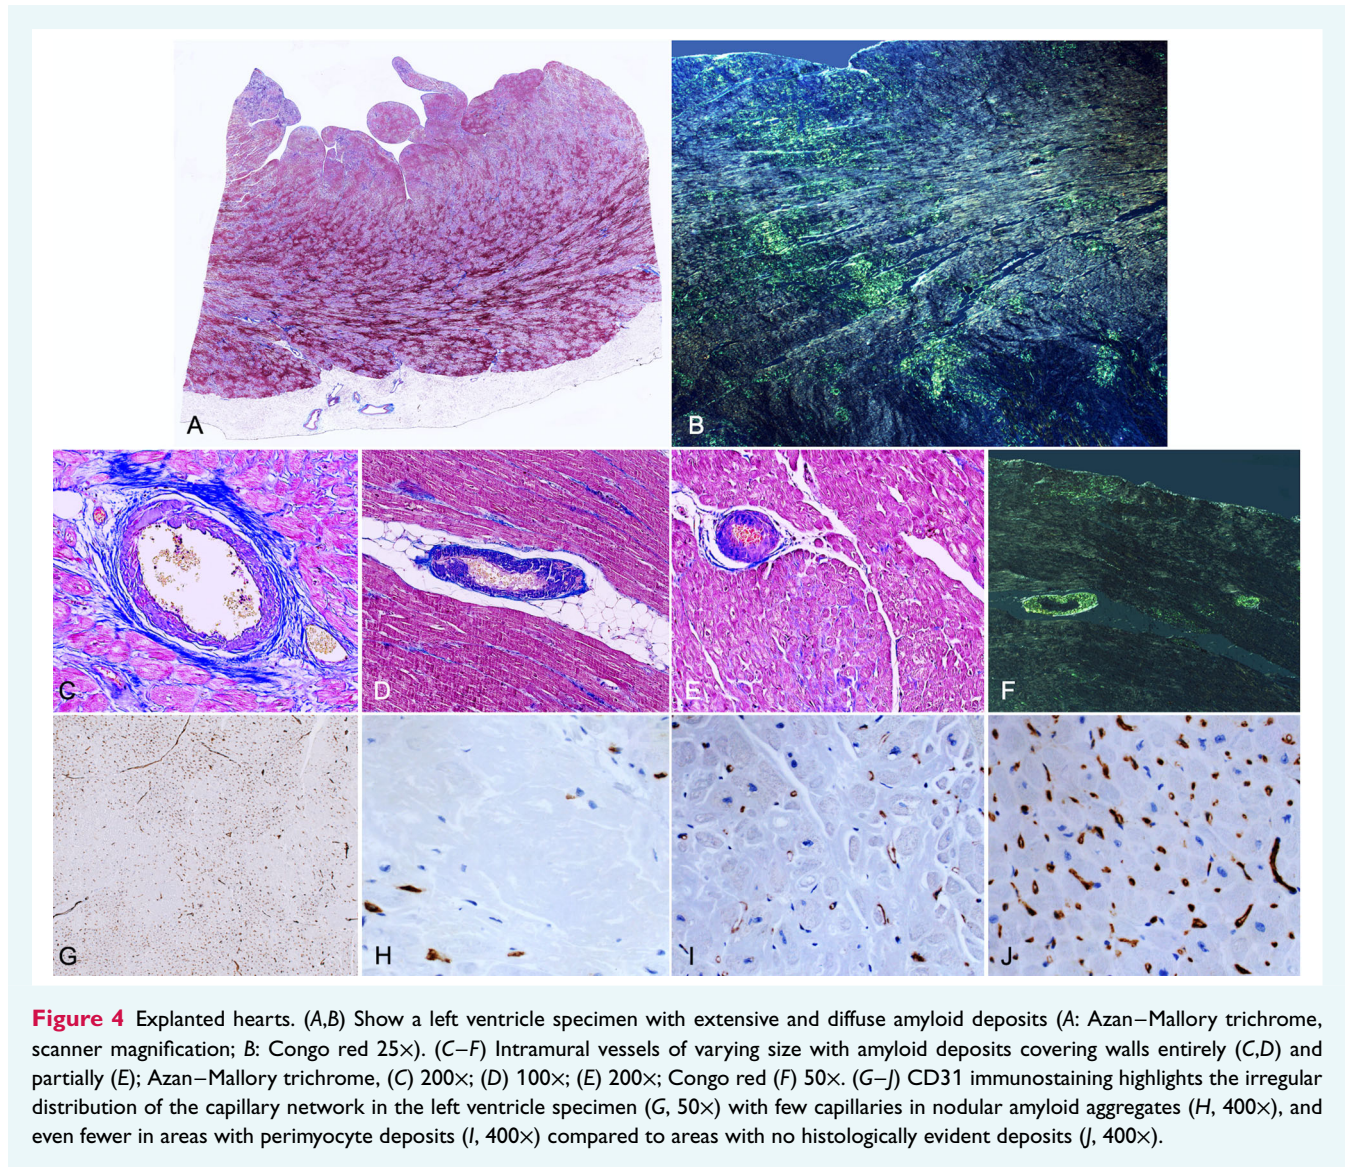 A
B
C
D
E
F
G
H
I
J
Figure 4 Explanted hearts. (A,B) Show a left ventricle specimen with extensive and diffuse amyloid deposits (A: Azan–Mallory trichrome,
scanner magnification; B: Congo red 25×). (C–F) Intramural vessels of varying size with amyloid deposits covering walls entirely (C,D) and
partially (E); Azan–Mallory trichrome, (C) 200×; (D) 100×; (E) 200×; Congo red (F) 50×. (G–J) CD31 immunostaining highlights the irregular
distribution of the capillary network in the left ventricle specimen (G, 50×) with few capillaries in nodular amyloid aggregates (H, 400×), and
even fewer in areas with perimyocyte deposits (I, 400×) compared to areas with no histologically evident deposits (J, 400×).